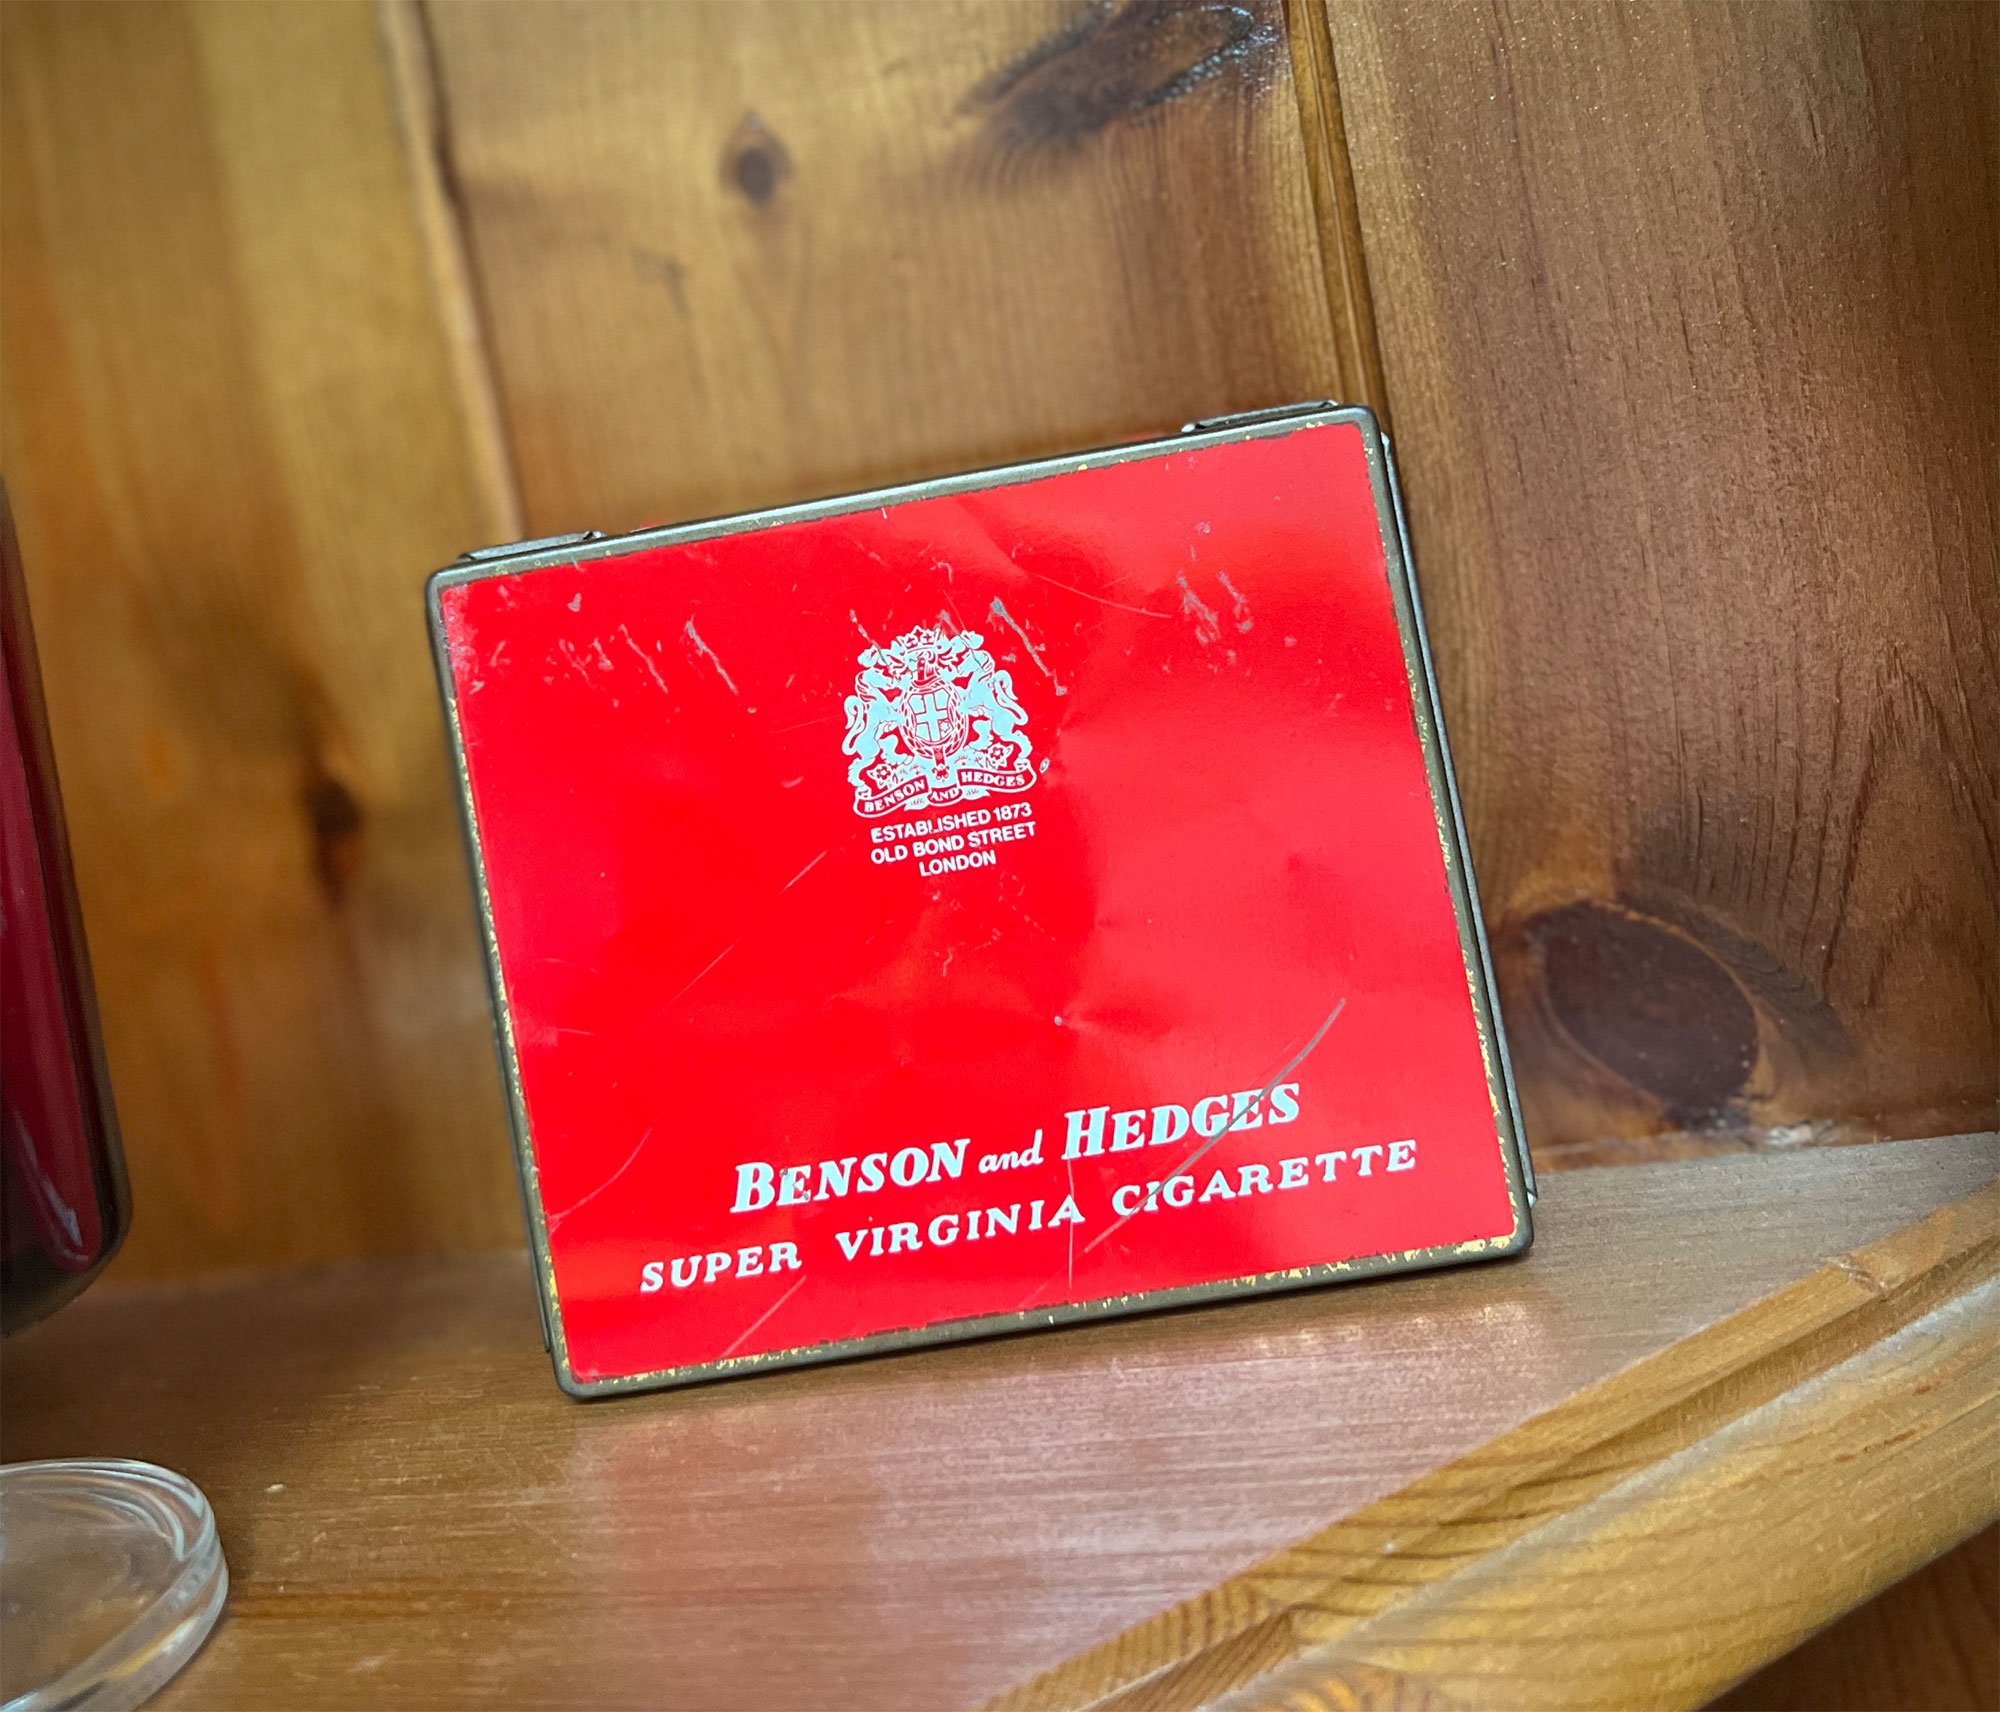 BENSON AND HEDGES
ESTABLISHED 1873
OLD BOND STREET
LONDON
BENSON and HEDGES
SUPER VIRGINIA CIGARETTE